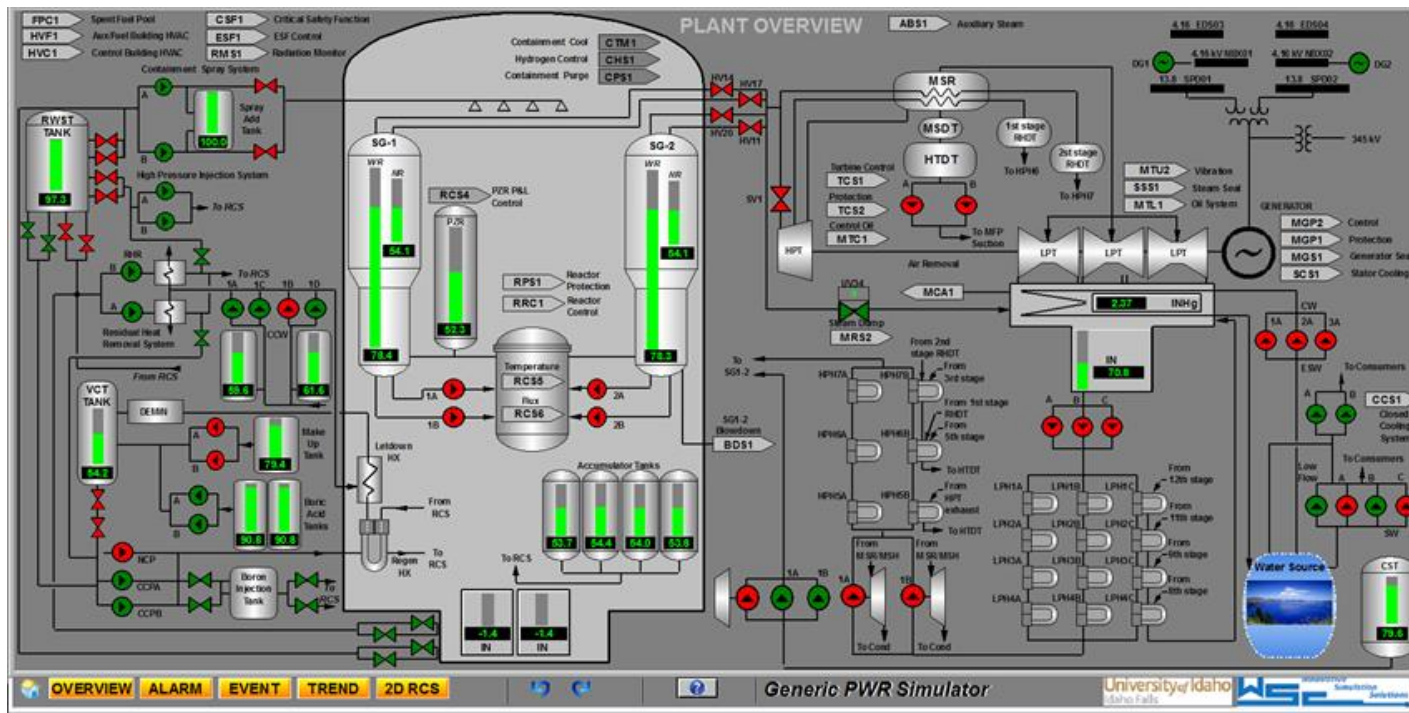 PLANT OVERVIEW
FPC1 Spent Fuel Pool
HVF1 Aux/Fuel Building HVAC
HVC1 Control Building HVAC
CSF1 Critical Safety Function
ESF1 ESF Control
RMS1 Radiation Monitor
Containment Cool CTM1
Hydrogen Control CHS1
Containment Purge CPS1
ABS1 Auxiliary Steam
4.16 EDS03
4.16 EDS04
DG1
4.16 kV NBX01
4.16 kV NBX02
DG2
13.8 SPD01
13.8 SPD02
345 kV
Containment Spray System
A
B
Spray Add Tank
100.0
RWST TANK
97.3
High Pressure Injection System
A
B
To RCS
RHR
B
A
To RCS
Residual Heat Removal System
From RCS
1A
1C
1B
1D
CCW
59.6
61.6
VCT TANK
54.2
DEMIN
A
B
Make Up Tank
79.4
A
B
Boric Acid Tanks
90.8
90.8
NCP
CCPA
CCPB
Boron Injection Tank
To RCS
Letdown HX
From RCS
To RCS
Regen HX
SG-1
WR
NR
54.1
78.4
RCS4
PZR P&L Control
PZR
52.3
SG-2
WR
NR
54.1
78.3
RPS1
Reactor Protection
RRC1
Reactor Control
Temperature
RCS5
Flux
RCS6
1A
1B
2A
2B
Accumulator Tanks
53.7
54.4
54.0
53.8
To RCS
-1.4
IN
-1.4
IN
HV14
HV17
HV20
HV11
SV1
MSR
MSDT
HTDT
A
B
1st stage RHDT
To HPH6
2st stage RHDT
To HPH7
To MFP Suction
Turbine Control
TCS1
Protection
TCS2
Control Oil
MTC1
HPT
Air Removal
MCA1
UV34
Steam Dump
MRS2
MTU2 Vibration
SSS1 Steam Seal
MTL1 Oil System
LPT
LPT
LPT
GENERATOR
MGP2 Control
MGP1 Protection
MGS1 Generator Sea
SCS1 Stator Cooling
2.37 INHg
IN
70.8
CW
1A
2A
3A
ESW
A
B
To Consumers
CCS1
Closed Cooling System
Low Flow
To Consumers
A
B
C
SW
To SG1-2
SG1-2 Blowdown
BDS1
From 2nd stage RHDT
HPH7A
HPH7B
From 3rd stage
From 1st stage RHDT
HPH6A
HPH6B
From 5th stage
To HTDT
HPH5A
HPH5B
From HPT exhaust
To HTDT
A
B
C
LPH1A
LPH1B
LPH1C
From 12th stage
LPH2A
LPH2B
LPH2C
From 11th stage
LPH3A
LPH3B
LPH3C
From 9th stage
LPH4A
LPH4B
LPH4C
From 8th stage
1A
1B
From MSR/MSH
1A
From MSR/MSH
1B
To Cond
To Cond
Water Source
CST
79.6
OVERVIEW
ALARM
EVENT
TREND
2D RCS
?
Generic PWR Simulator
University of Idaho
Idaho Falls
WSC
Simulation
Solutions